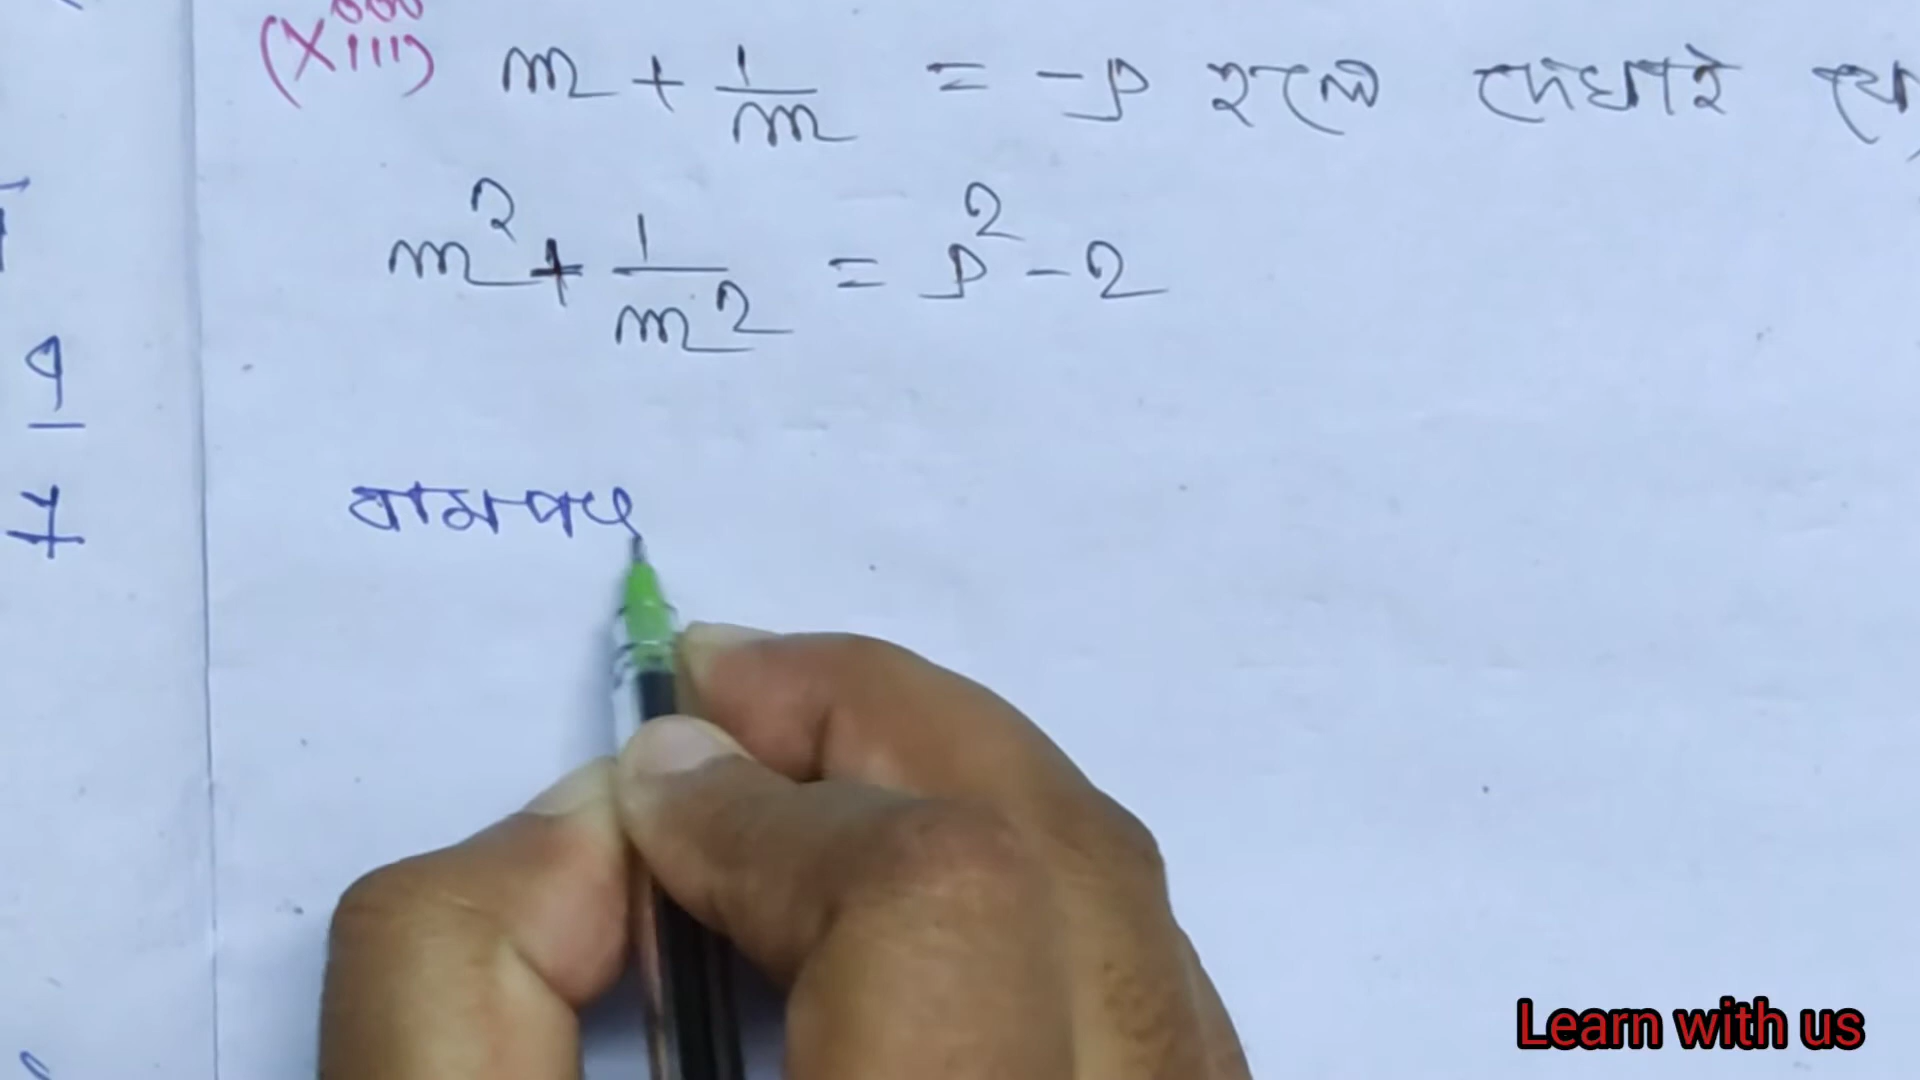 (Xiii) m + 1/m = -p হলে দেখাই যে,
m² + 1/m² = p² - 2
বামপক্ষ
Learn with us